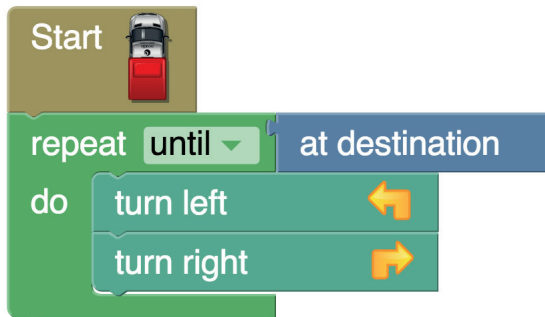 Start
repeat until at destination
do turn left
turn right